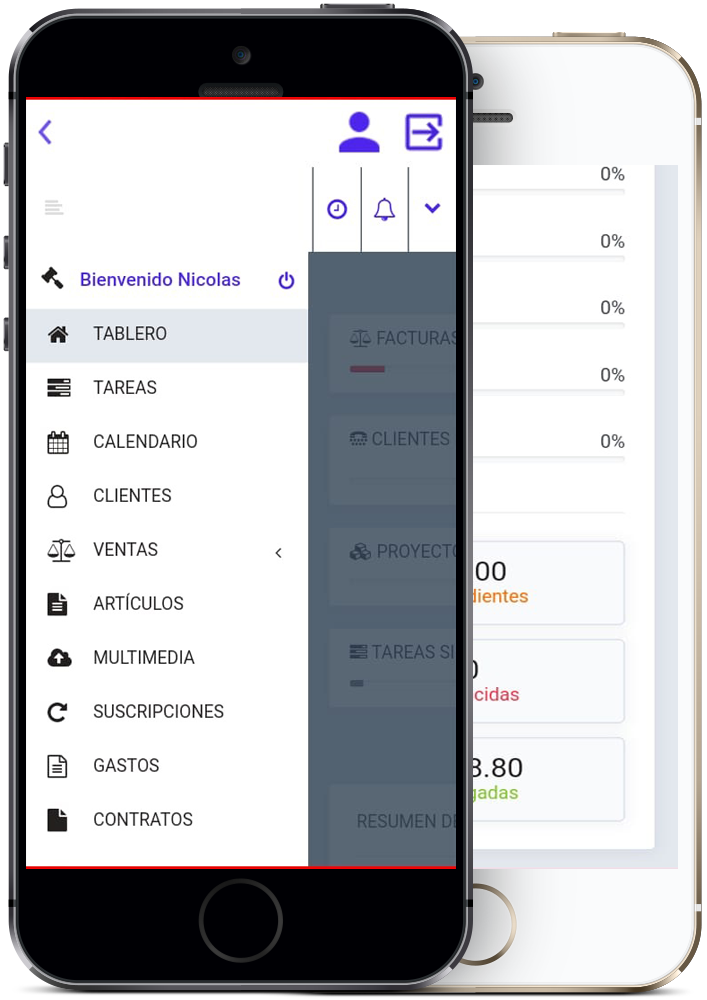 Bienvenido Nicolas
TABLERO
TAREAS
CALENDARIO
CLIENTES
VENTAS
ARTÍCULOS
MULTIMEDIA
SUSCRIPCIONES
GASTOS
CONTRATOS
FACTURAS
CLIENTES
PROYECTO
TAREAS SI
RESUMEN DE
0%
0%
0%
0%
0%
00
dientes
0
cidas
3.80
gadas